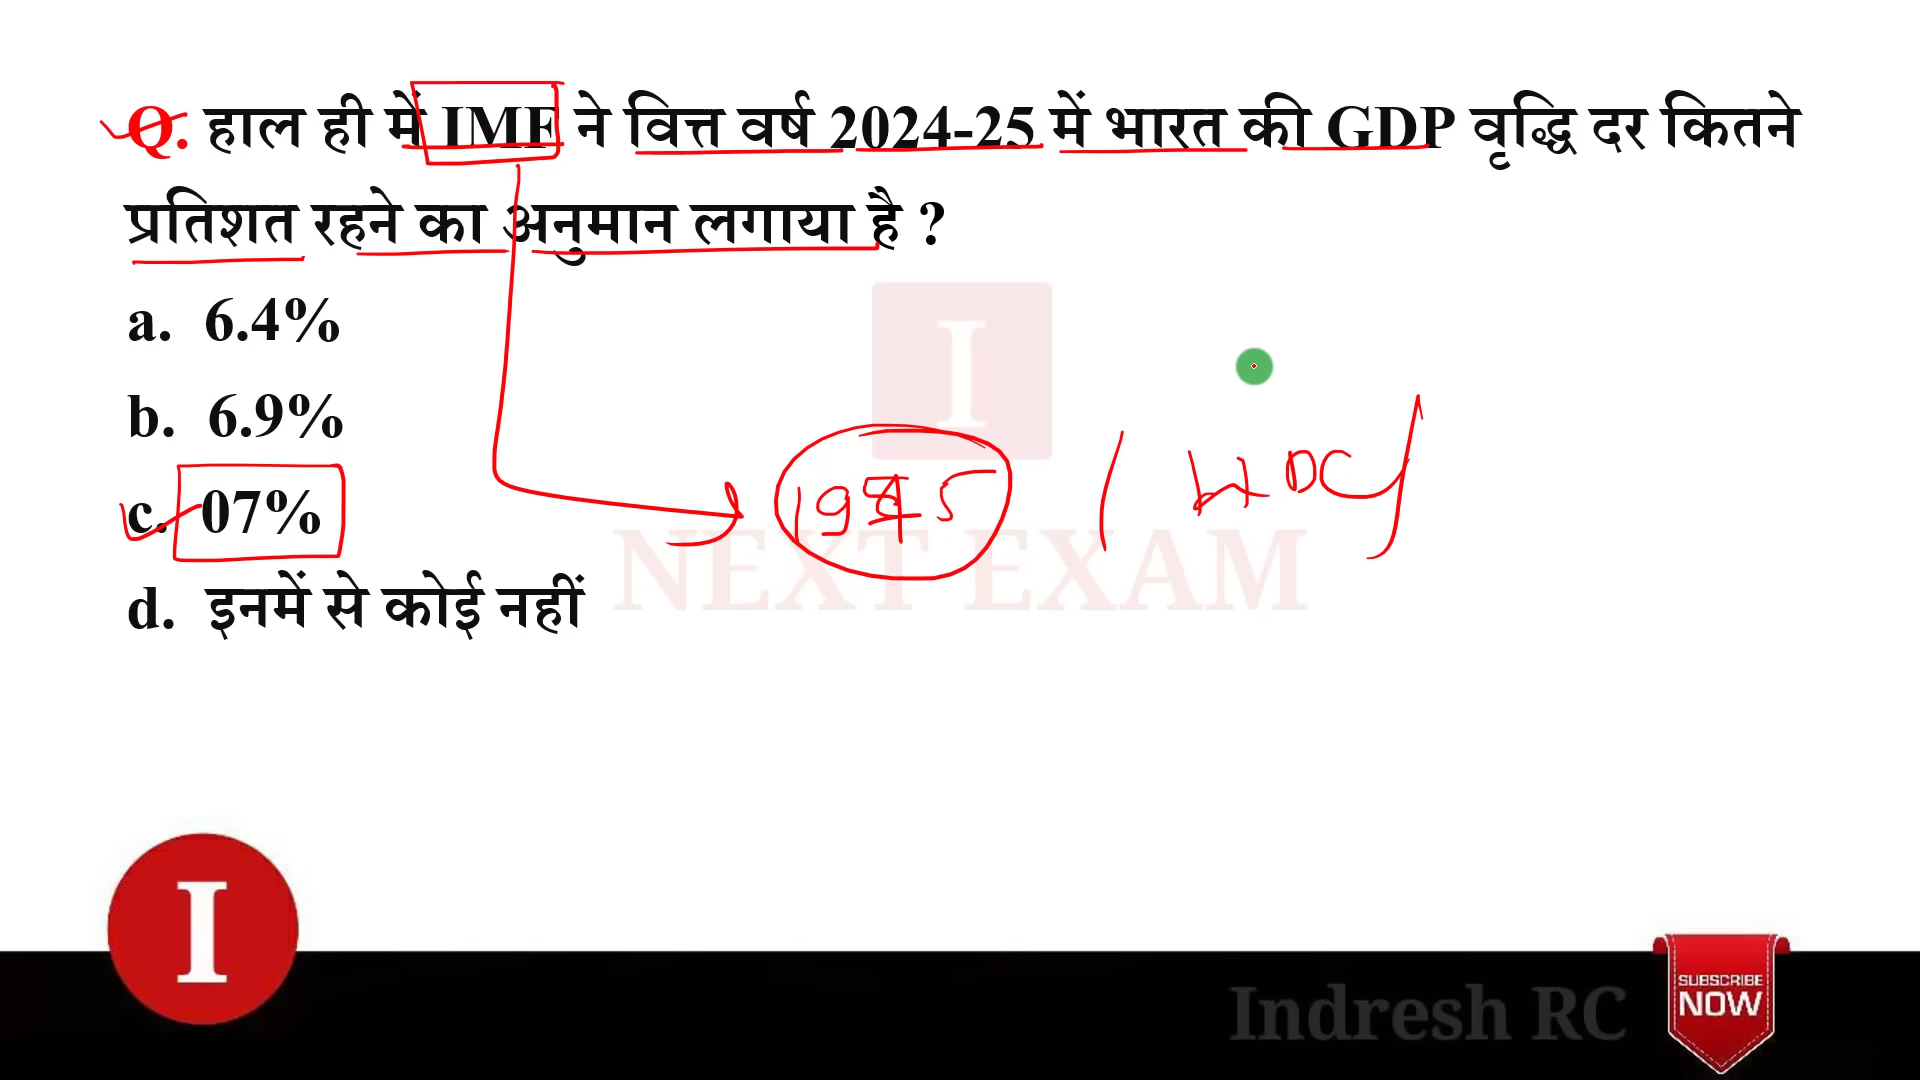 Q. हाल ही में IMF ने वित्त वर्ष 2024-25 में भारत की GDP वृद्धि दर कितने
प्रतिशत रहने का अनुमान लगाया है ?
a. 6.4%
b. 6.9%
c. 07%
d. इनमें से कोई नहीं
1945 ( WDC )
I
NEXT EXAM
I
Indresh RC
SUBSCRIBE
NOW